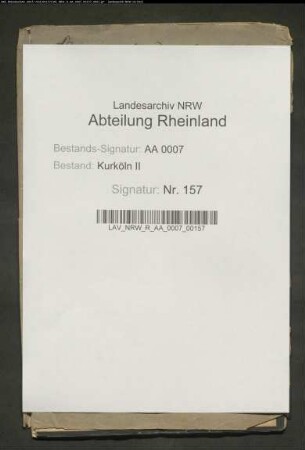 Landesarchiv NRW
Abteilung Rheinland
Bestands-Signatur: AA 0007
Bestand: Kurköln II
Signatur: Nr. 157
LAV_NRW_R_AA_0007_00157